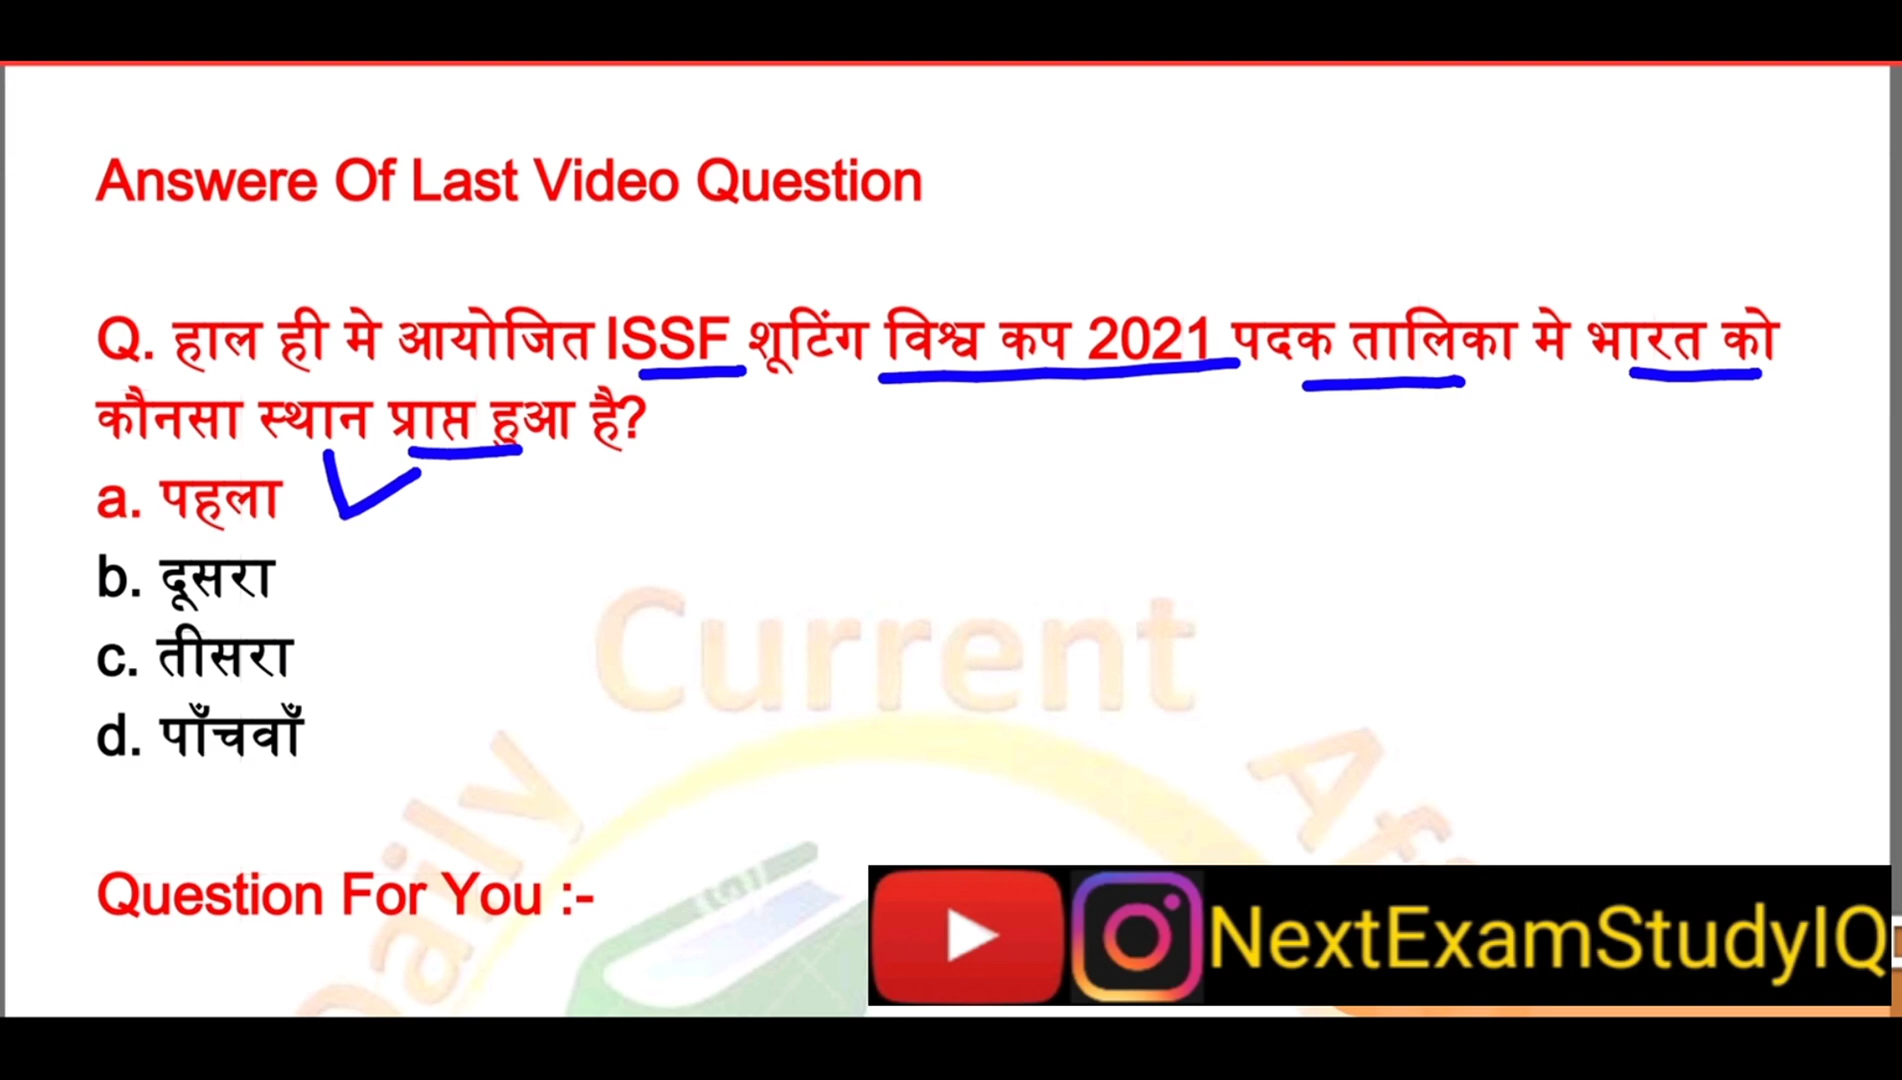 Answere Of Last Video Question
Q. हाल ही मे आयोजित ISSF शूटिंग विश्व कप 2021 पदक तालिका मे भारत को
कौनसा स्थान प्राप्त हुआ है?
a. पहला
b. दूसरा
c. तीसरा
d. पाँचवाँ
Current
Daily
Question For You :-
NextExamStudyIQ